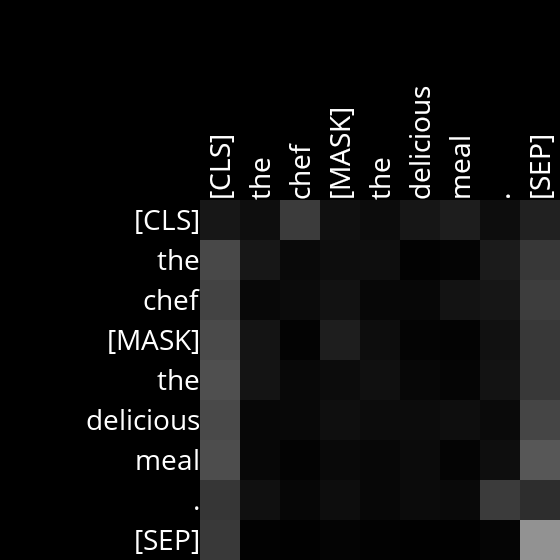 [CLS] the chef [MASK] the delicious meal . [SEP]
[CLS]
the
chef
[MASK]
the
delicious
meal
.
[SEP]